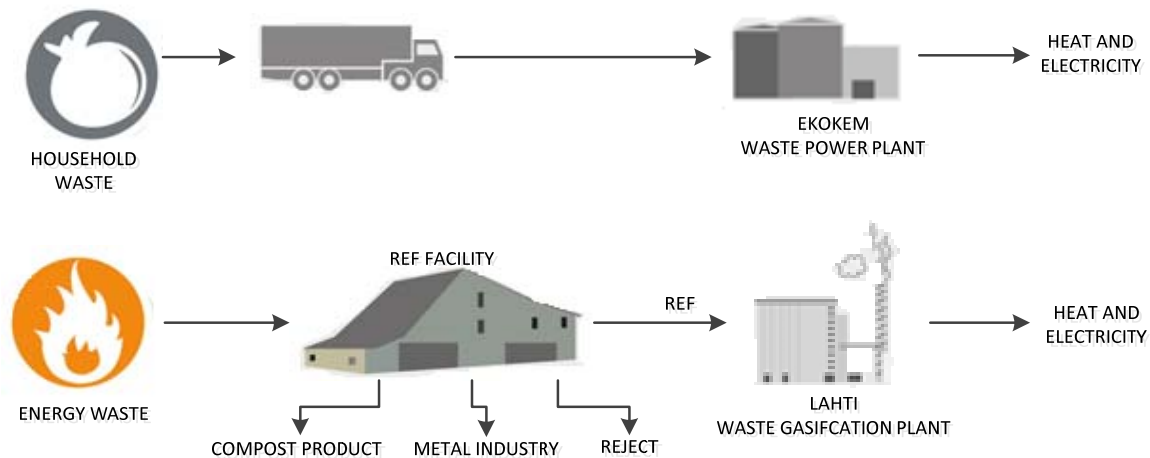 HOUSEHOLD
WASTE
EKOKEM
WASTE POWER PLANT
HEAT AND
ELECTRICITY
REF FACILITY
REF
HEAT AND
ELECTRICITY
ENERGY WASTE
COMPOST PRODUCT
METAL INDUSTRY
REJECT
LAHTI
WASTE GASIFCATION PLANT